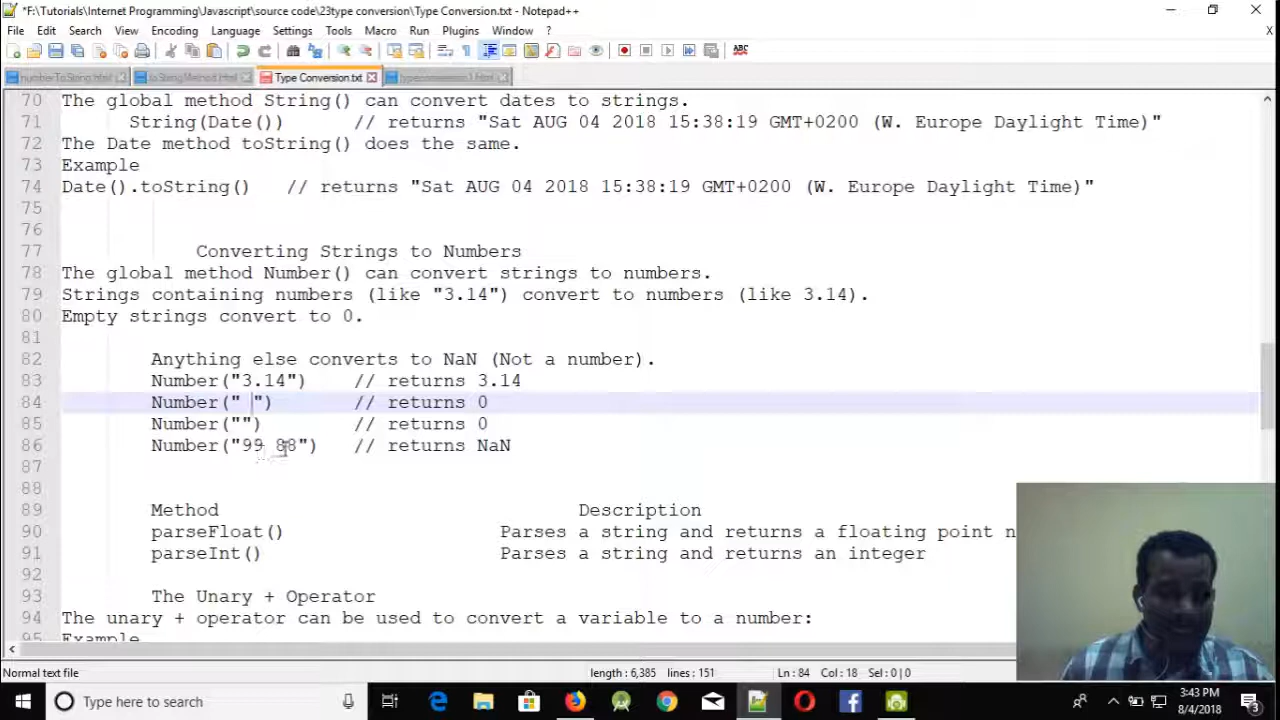 *F:\Tutorials\Internet Programming\Javascript\source code\23type conversion\Type Conversion.txt - Notepad++
File Edit Search View Encoding Language Settings Tools Macro Run Plugins Window ? X
numberToString.html toStringMethod.html Type Conversion.txt typeconversion1.html
70 The global method String() can convert dates to strings.
71 String(Date()) // returns "Sat AUG 04 2018 15:38:19 GMT+0200 (W. Europe Daylight Time)"
72 The Date method toString() does the same.
73 Example
74 Date().toString() // returns "Sat AUG 04 2018 15:38:19 GMT+0200 (W. Europe Daylight Time)"
75
76
77 Converting Strings to Numbers
78 The global method Number() can convert strings to numbers.
79 Strings containing numbers (like "3.14") convert to numbers (like 3.14).
80 Empty strings convert to 0.
81
82 Anything else converts to NaN (Not a number).
83 Number("3.14") // returns 3.14
84 Number(" ") // returns 0
85 Number("") // returns 0
86 Number("99 88") // returns NaN
87
88
89 Method Description
90 parseFloat() Parses a string and returns a floating point n
91 parseInt() Parses a string and returns an integer
92
93 The Unary + Operator
94 The unary + operator can be used to convert a variable to a number:
95 Example
Normal text file length : 6,385 lines : 151 Ln : 84 Col : 18 Sel : 0 | 0
Type here to search 3:43 PM
8/4/2018 3